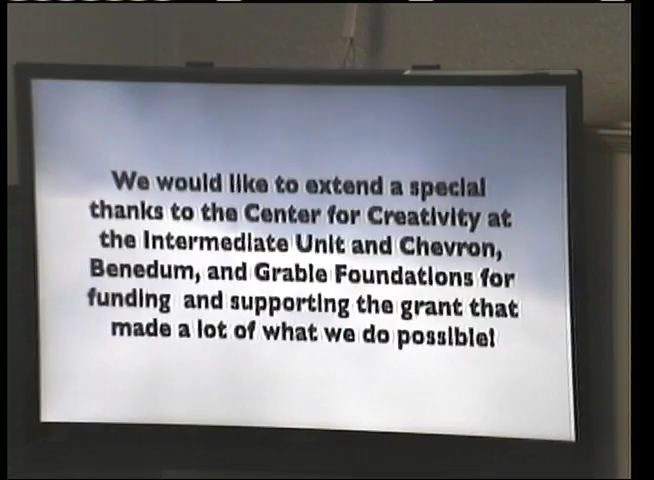 We would like to extend a special
thanks to the Center for Creativity at
the Intermediate Unit and Chevron,
Benedum, and Grable Foundations for
funding and supporting the grant that
made a lot of what we do possible!